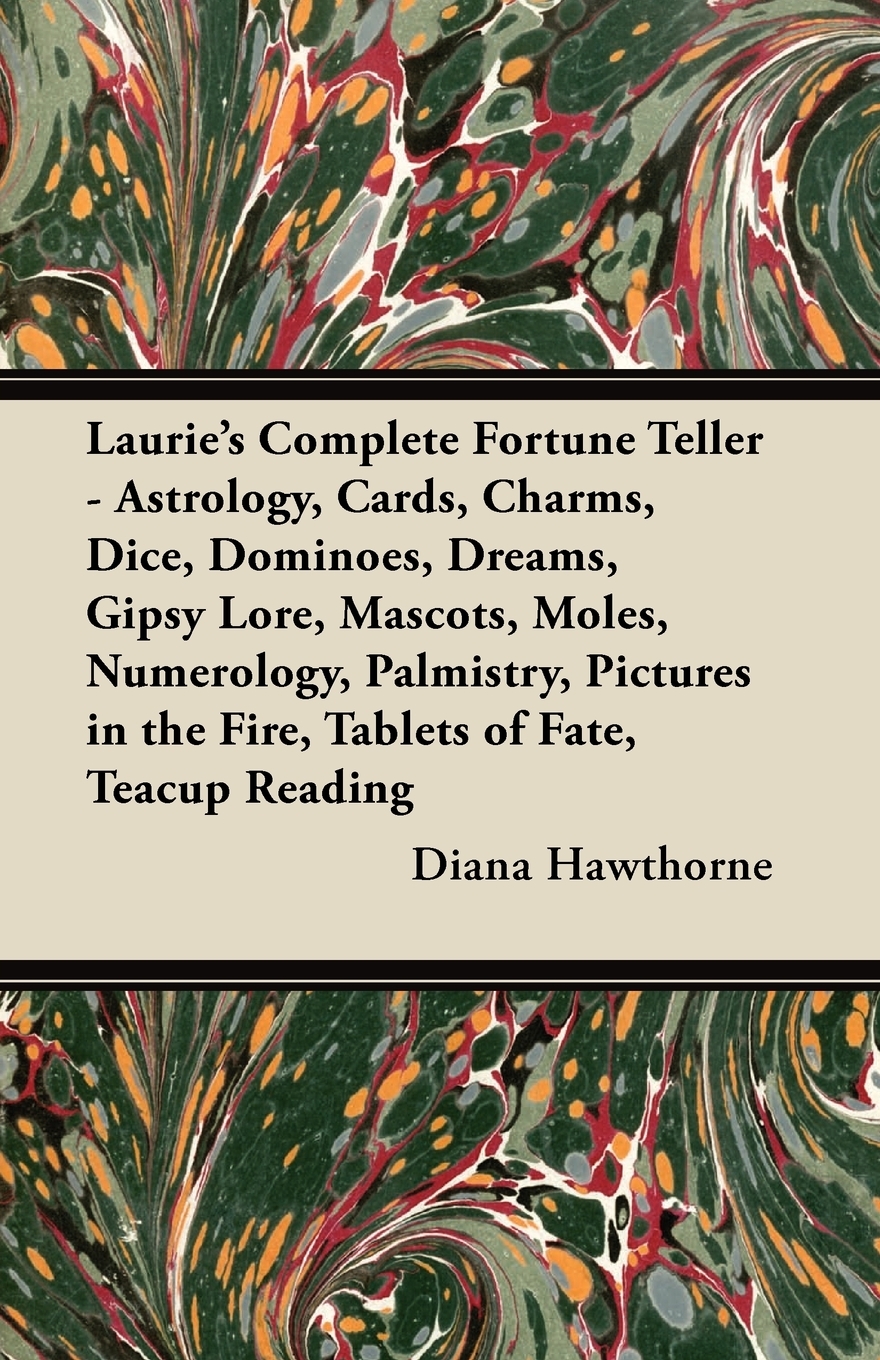 Laurie’s Complete Fortune Teller
- Astrology, Cards, Charms,
Dice, Dominoes, Dreams,
Gipsy Lore, Mascots, Moles,
Numerology, Palmistry, Pictures
in the Fire, Tablets of Fate,
Teacup Reading
Diana Hawthorne